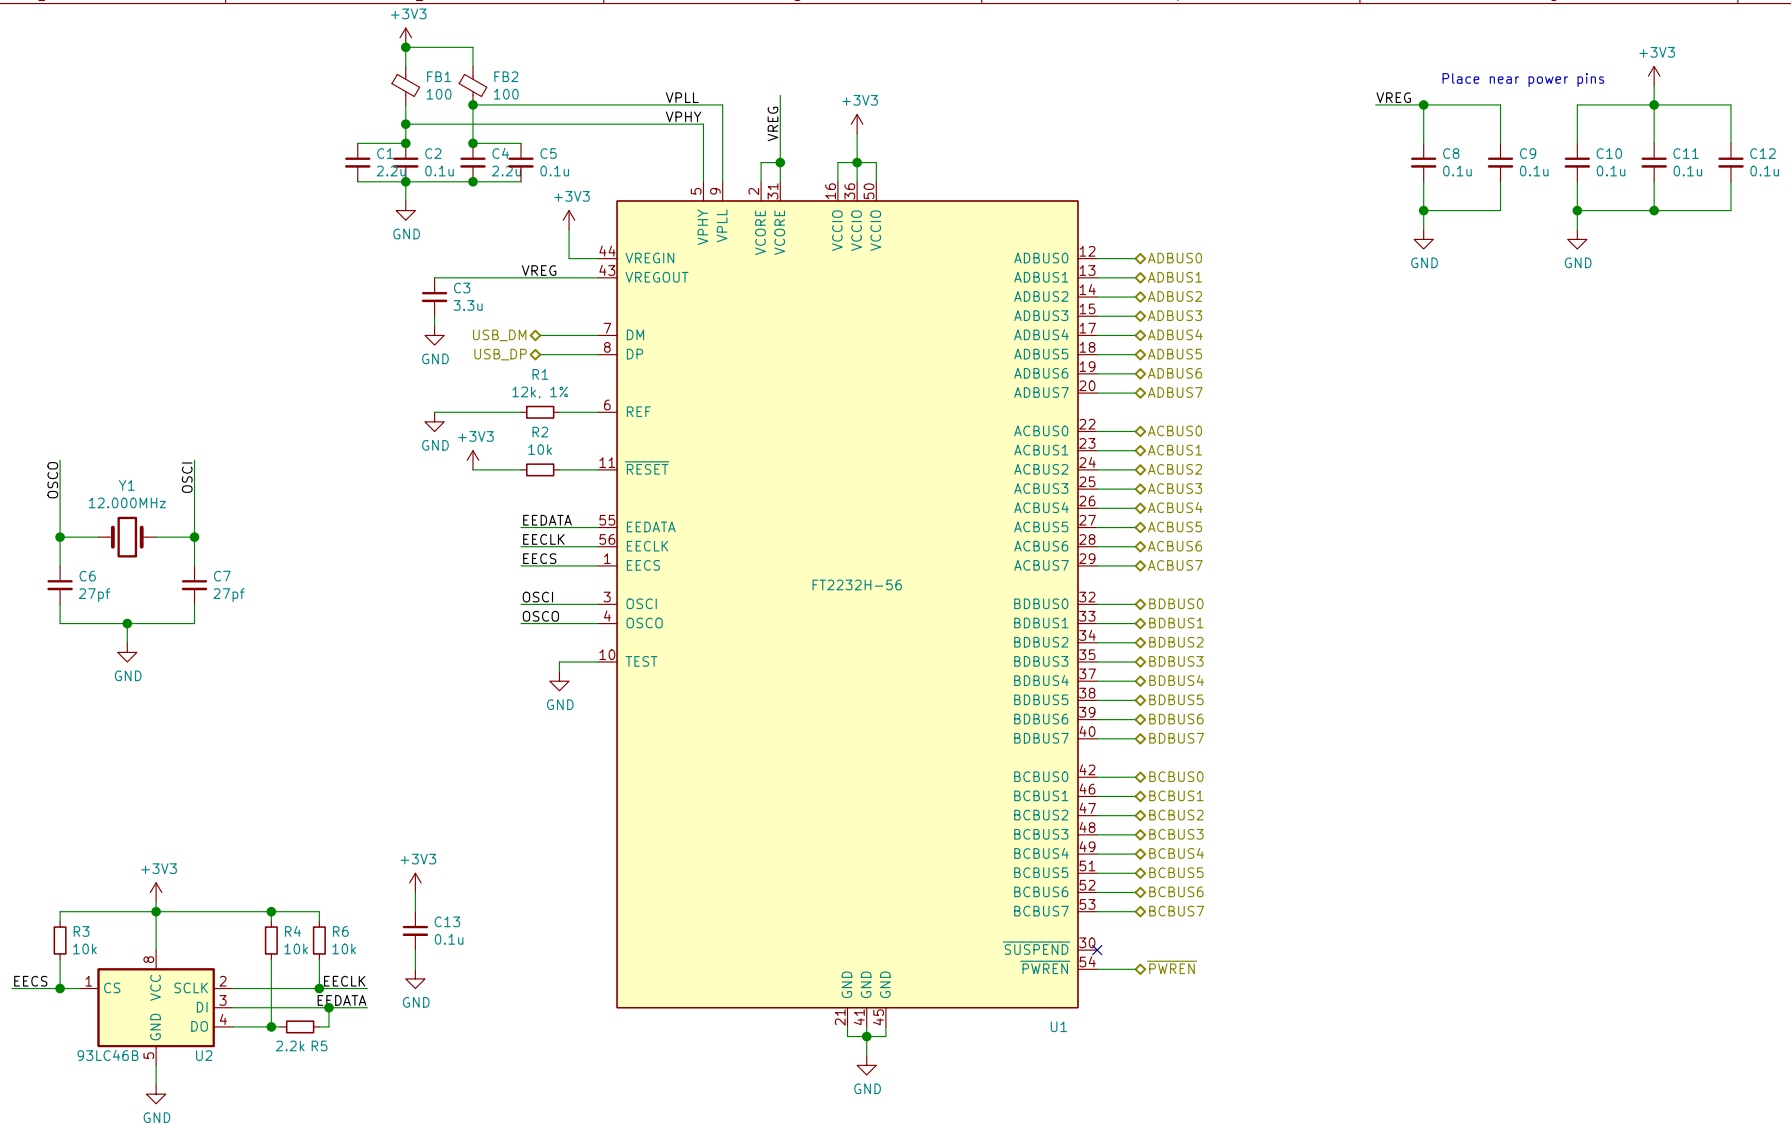 +3V3
FB1
100
FB2
100
VPLL
VPHY
C1
2.2u
C2
0.1u
C4
2.2u
C5
0.1u
GND
VREG
+3V3
Place near power pins
+3V3
VREG
C8
0.1u
C9
0.1u
C10
0.1u
C11
0.1u
C12
0.1u
GND
GND
5
9
2
31
16
36
50
VPHY
VPLL
VCORE
VCORE
VCCIO
VCCIO
VCCIO
+3V3
44 VREGIN
VREG 43 VREGOUT
C3
3.3u
GND
USB_DM 7 DM
USB_DP 8 DP
R1
12k, 1%
6 REF
GND
+3V3
R2
10k
11 RESET
EEDATA 55 EEDATA
EECLK 56 EECLK
EECS 1 EECS
OSCI 3 OSCI
OSCO 4 OSCO
10 TEST
GND
FT2232H-56
ADBUS0 12 ADBUS0
ADBUS1 13 ADBUS1
ADBUS2 14 ADBUS2
ADBUS3 15 ADBUS3
ADBUS4 17 ADBUS4
ADBUS5 18 ADBUS5
ADBUS6 19 ADBUS6
ADBUS7 20 ADBUS7
ACBUS0 22 ACBUS0
ACBUS1 23 ACBUS1
ACBUS2 24 ACBUS2
ACBUS3 25 ACBUS3
ACBUS4 26 ACBUS4
ACBUS5 27 ACBUS5
ACBUS6 28 ACBUS6
ACBUS7 29 ACBUS7
BDBUS0 32 BDBUS0
BDBUS1 33 BDBUS1
BDBUS2 34 BDBUS2
BDBUS3 35 BDBUS3
BDBUS4 37 BDBUS4
BDBUS5 38 BDBUS5
BDBUS6 39 BDBUS6
BDBUS7 40 BDBUS7
BCBUS0 42 BCBUS0
BCBUS1 46 BCBUS1
BCBUS2 47 BCBUS2
BCBUS3 48 BCBUS3
BCBUS4 49 BCBUS4
BCBUS5 51 BCBUS5
BCBUS6 52 BCBUS6
BCBUS7 53 BCBUS7
SUSPEND 30
PWREN 54 PWREN
GND
GND
GND
21
41
45
U1
GND
OSCO
OSCI
Y1
12.000MHz
C6
27pf
C7
27pf
GND
+3V3
R3
10k
R4
10k
R6
10k
8
VCC
EECS 1 CS
SCLK 2 EECLK
DI 3 EEDATA
DO 4
GND
5
2.2k R5
93LC46B
U2
GND
+3V3
C13
0.1u
GND